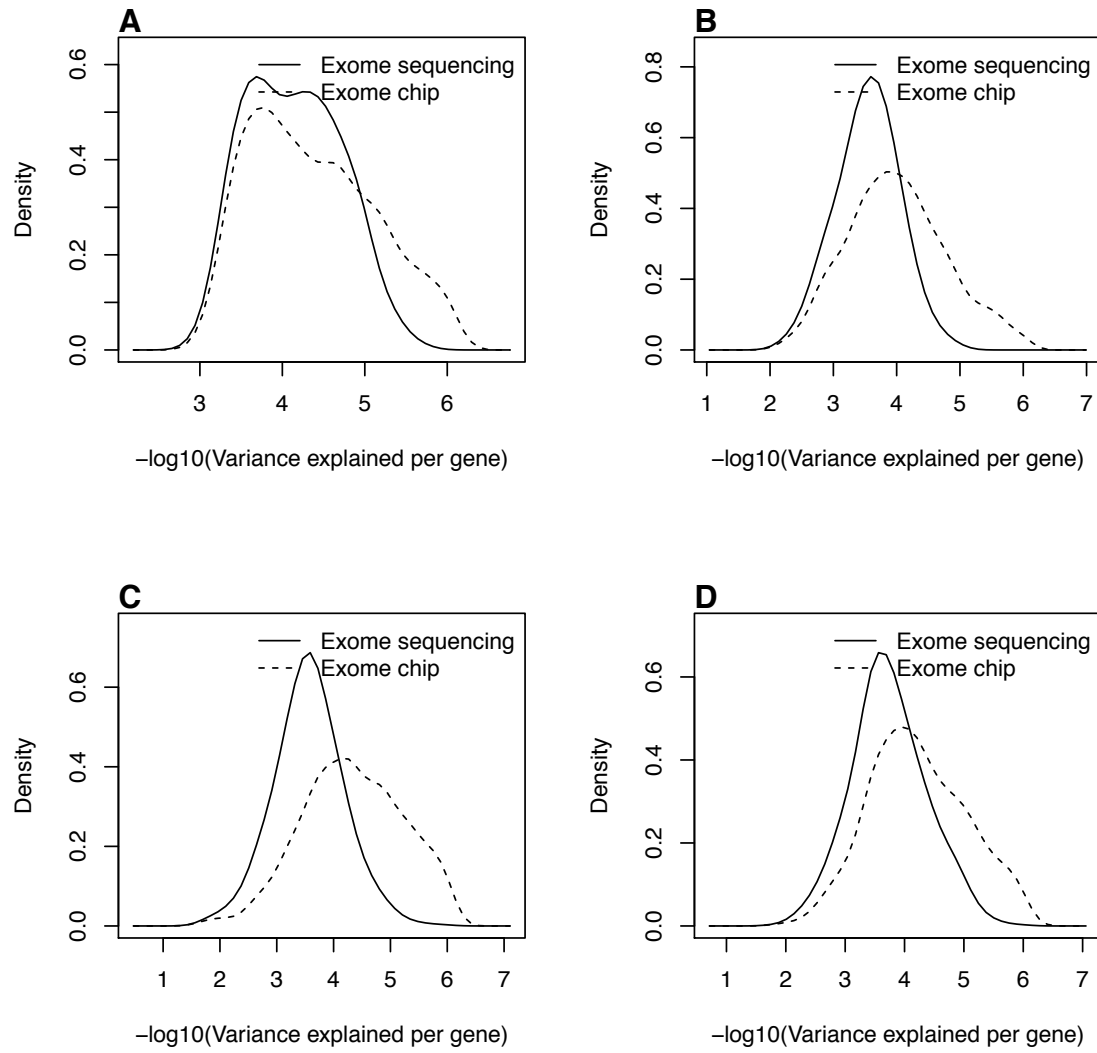 A
Exome sequencing
Exome chip
Density
0.0
0.2
0.4
0.6
3
4
5
6
−log10(Variance explained per gene)
B
Exome sequencing
Exome chip
Density
0.0
0.2
0.4
0.6
0.8
1
2
3
4
5
6
7
−log10(Variance explained per gene)
C
Exome sequencing
Exome chip
Density
0.0
0.2
0.4
0.6
1
2
3
4
5
6
7
−log10(Variance explained per gene)
D
Exome sequencing
Exome chip
Density
0.0
0.2
0.4
0.6
1
2
3
4
5
6
7
−log10(Variance explained per gene)